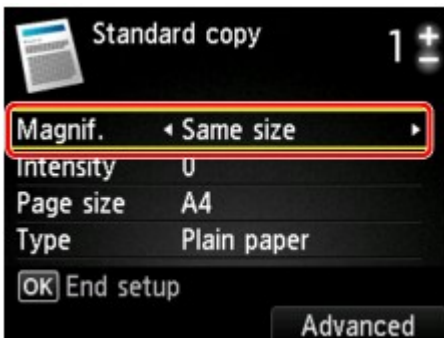 Standard copy 1 + -
Magnif. Same size
Intensity 0
Page size A4
Type Plain paper
OK End setup
Advanced